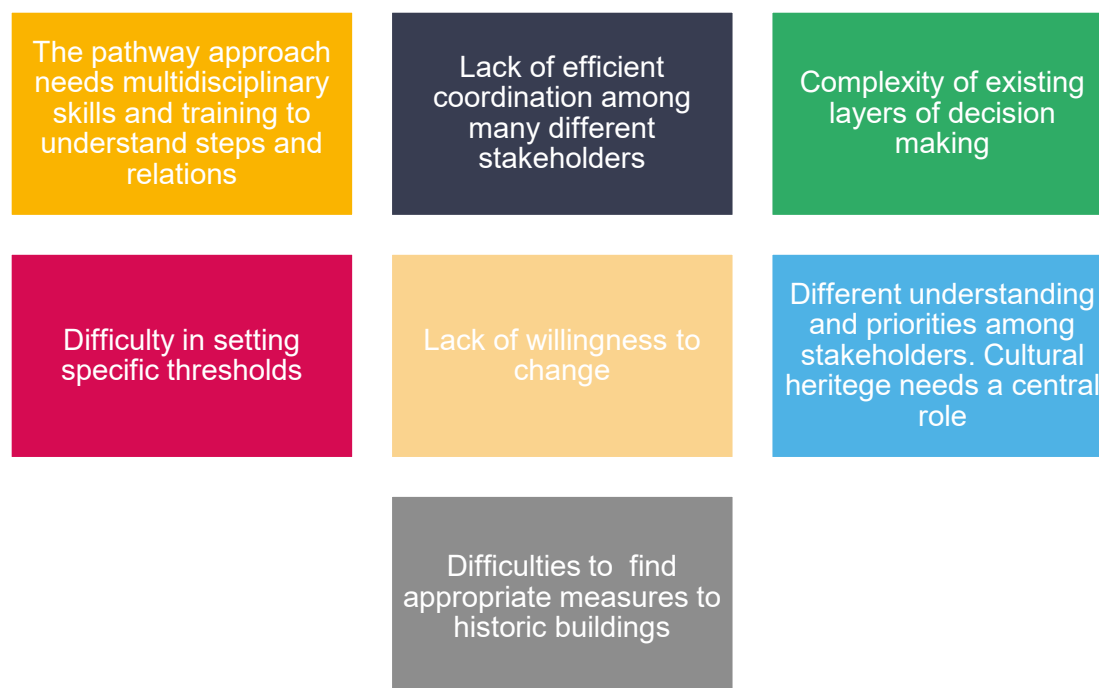 The pathway approach
needs multidisciplinary
skills and training to
understand steps and
relations
Lack of efficient
coordination among
many different
stakeholders
Complexity of existing
layers of decision
making
Difficulty in setting
specific thresholds
Lack of willingness to
change
Different understanding
and priorities among
stakeholders. Cultural
heritege needs a central
role
Difficulties to find
appropriate measures to
historic buildings